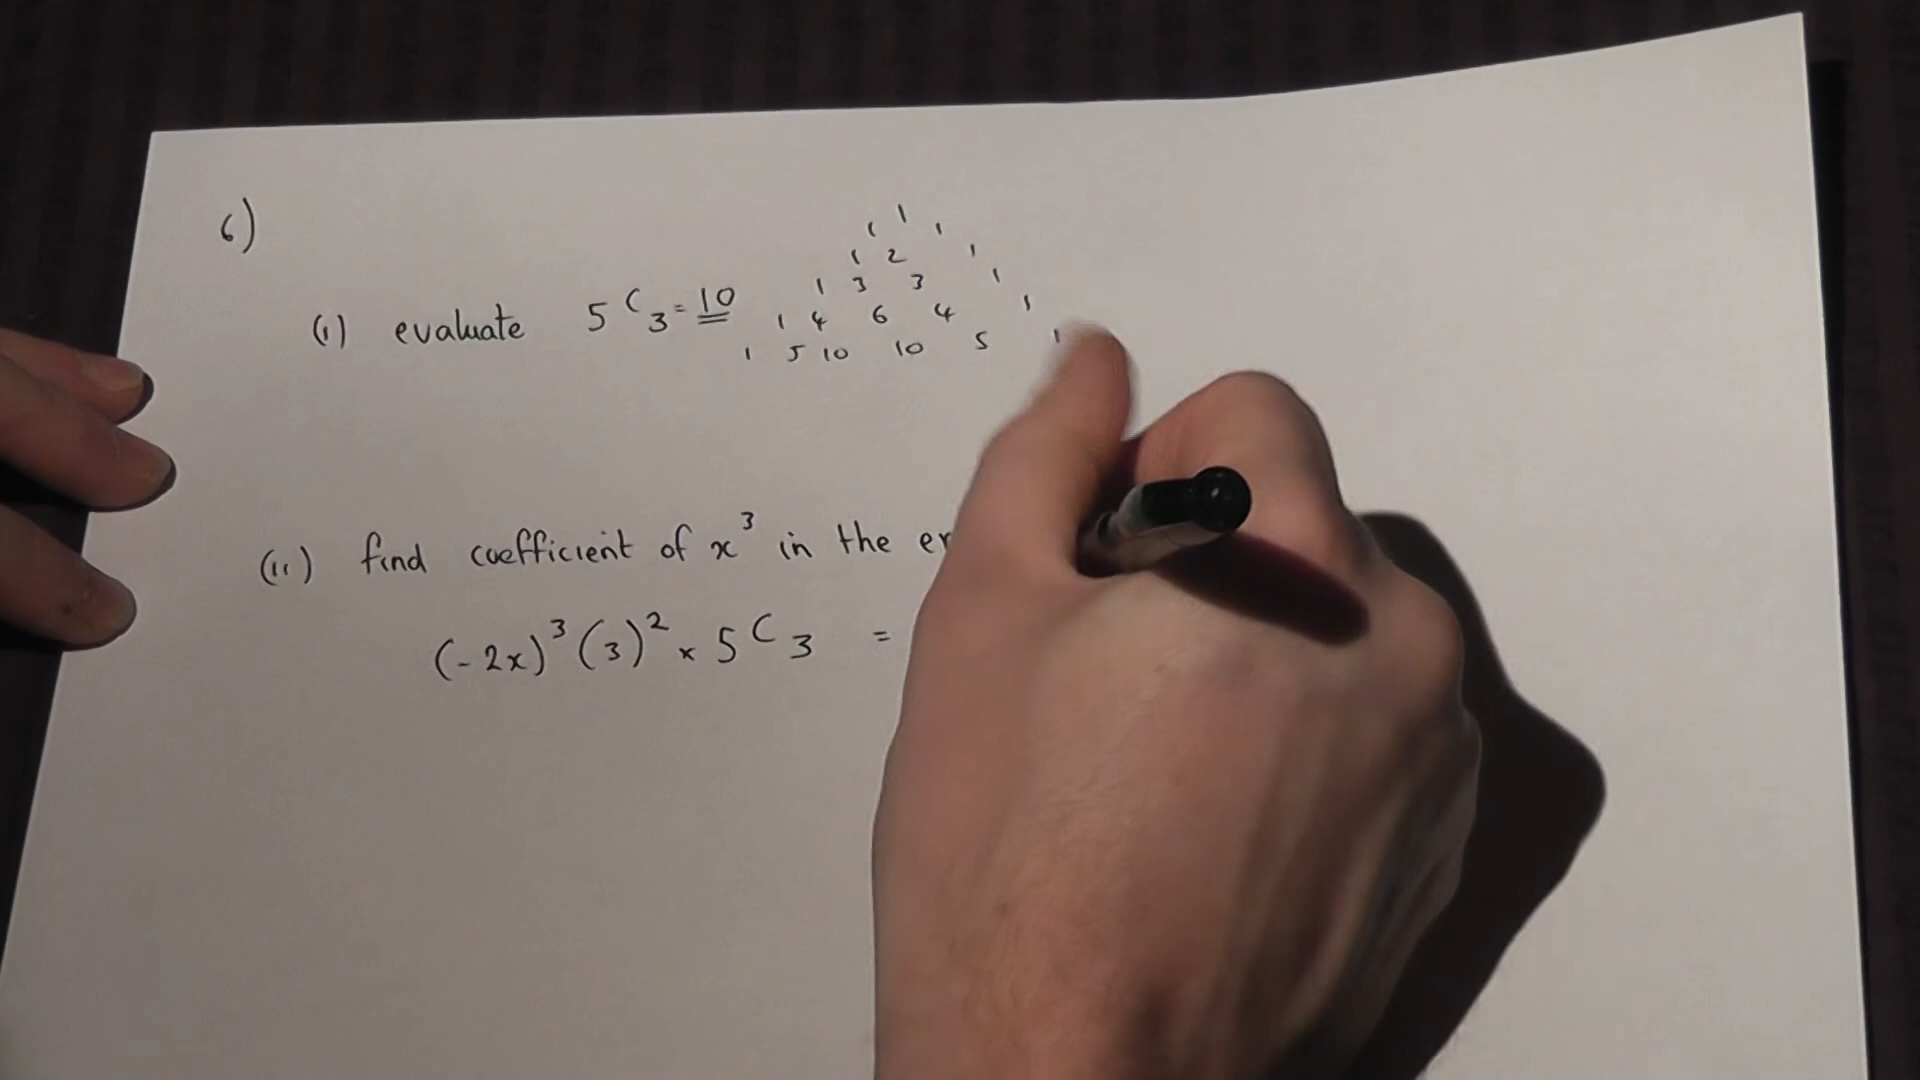 6)
1
1 1
1 2 1
1 3 3 1
(i) evaluate 5C3 = 10
1 4 6 4 1
1 5 10 10 5 1
(ii) find coefficient of x³ in the
(-2x)³(3)² × 5C3 =